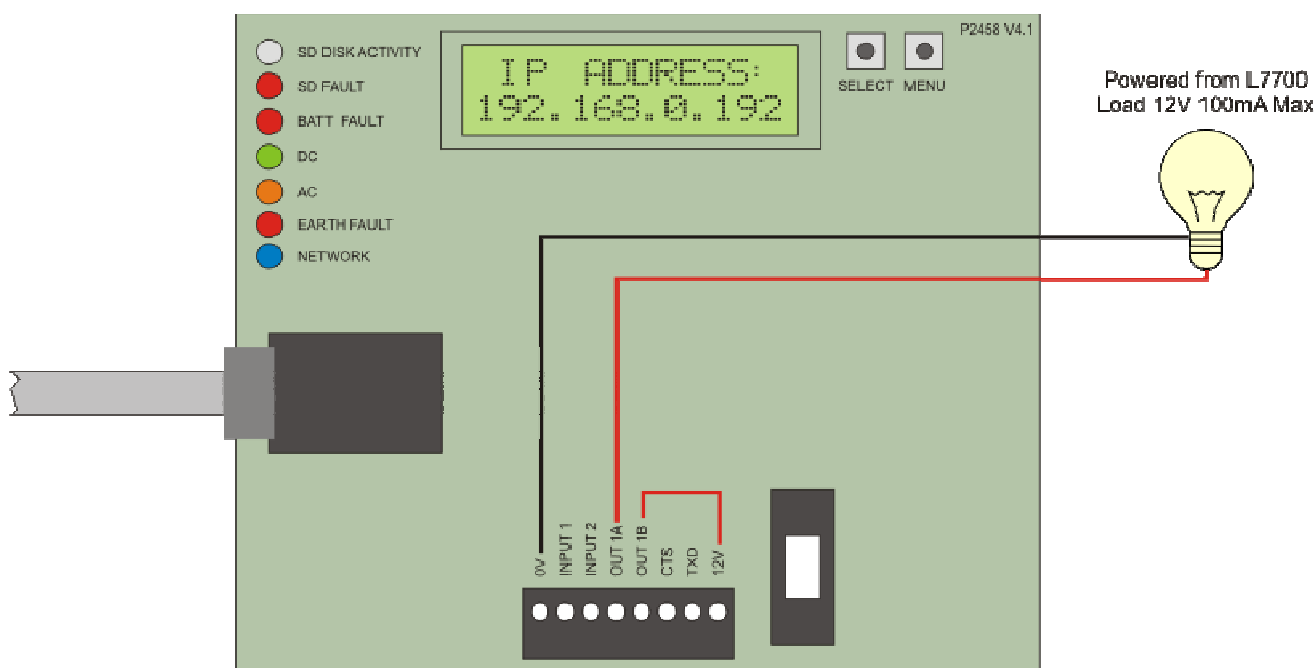 P2458 V4.1
SD DISK ACTIVITY
SD FAULT
BATT FAULT
DC
AC
EARTH FAULT
NETWORK
IP ADDRESS:
192.168.0.192
SELECT MENU
Powered from L770D
Load 12V 100mA Max
0V
INPUT 1
INPUT 2
OUT 1A
OUT 1B
CTS
TXD
12V